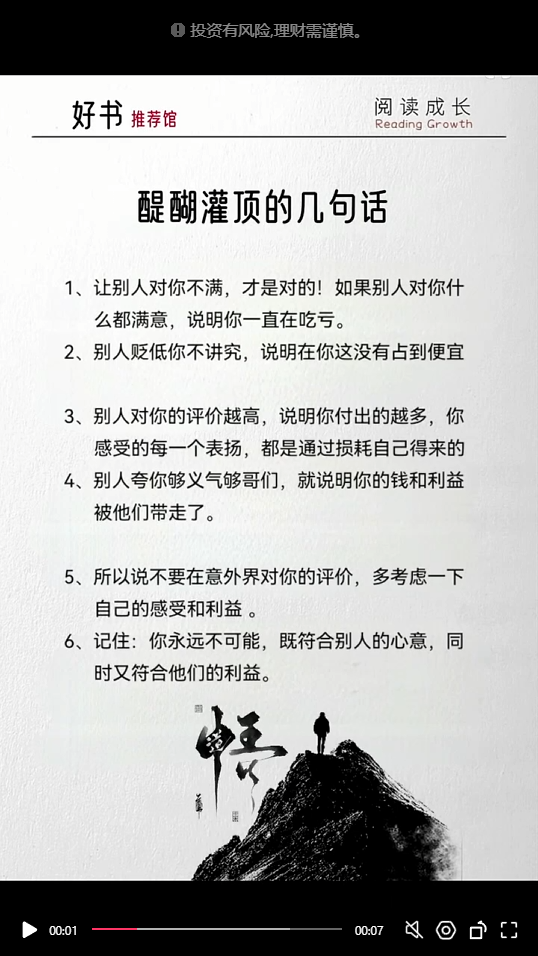 投资有风险,理财需谨慎。
好书 推荐馆
阅读成长
Reading Growth
醍醐灌顶的几句话
1、让别人对你不满，才是对的！如果别人对你什
么都满意，说明你一直在吃亏。
2、别人贬低你不讲究，说明在你这没有占到便宜
3、别人对你的评价越高，说明你付出的越多，你
感受的每一个表扬，都是通过损耗自己得来的
4、别人夸你够义气够哥们，就说明你的钱和利益
被他们带走了。
5、所以说不要在意外界对你的评价，多考虑一下
自己的感受和利益 。
6、记住：你永远不可能，既符合别人的心意，同
时又符合他们的利益。
悟
00:01
00:07